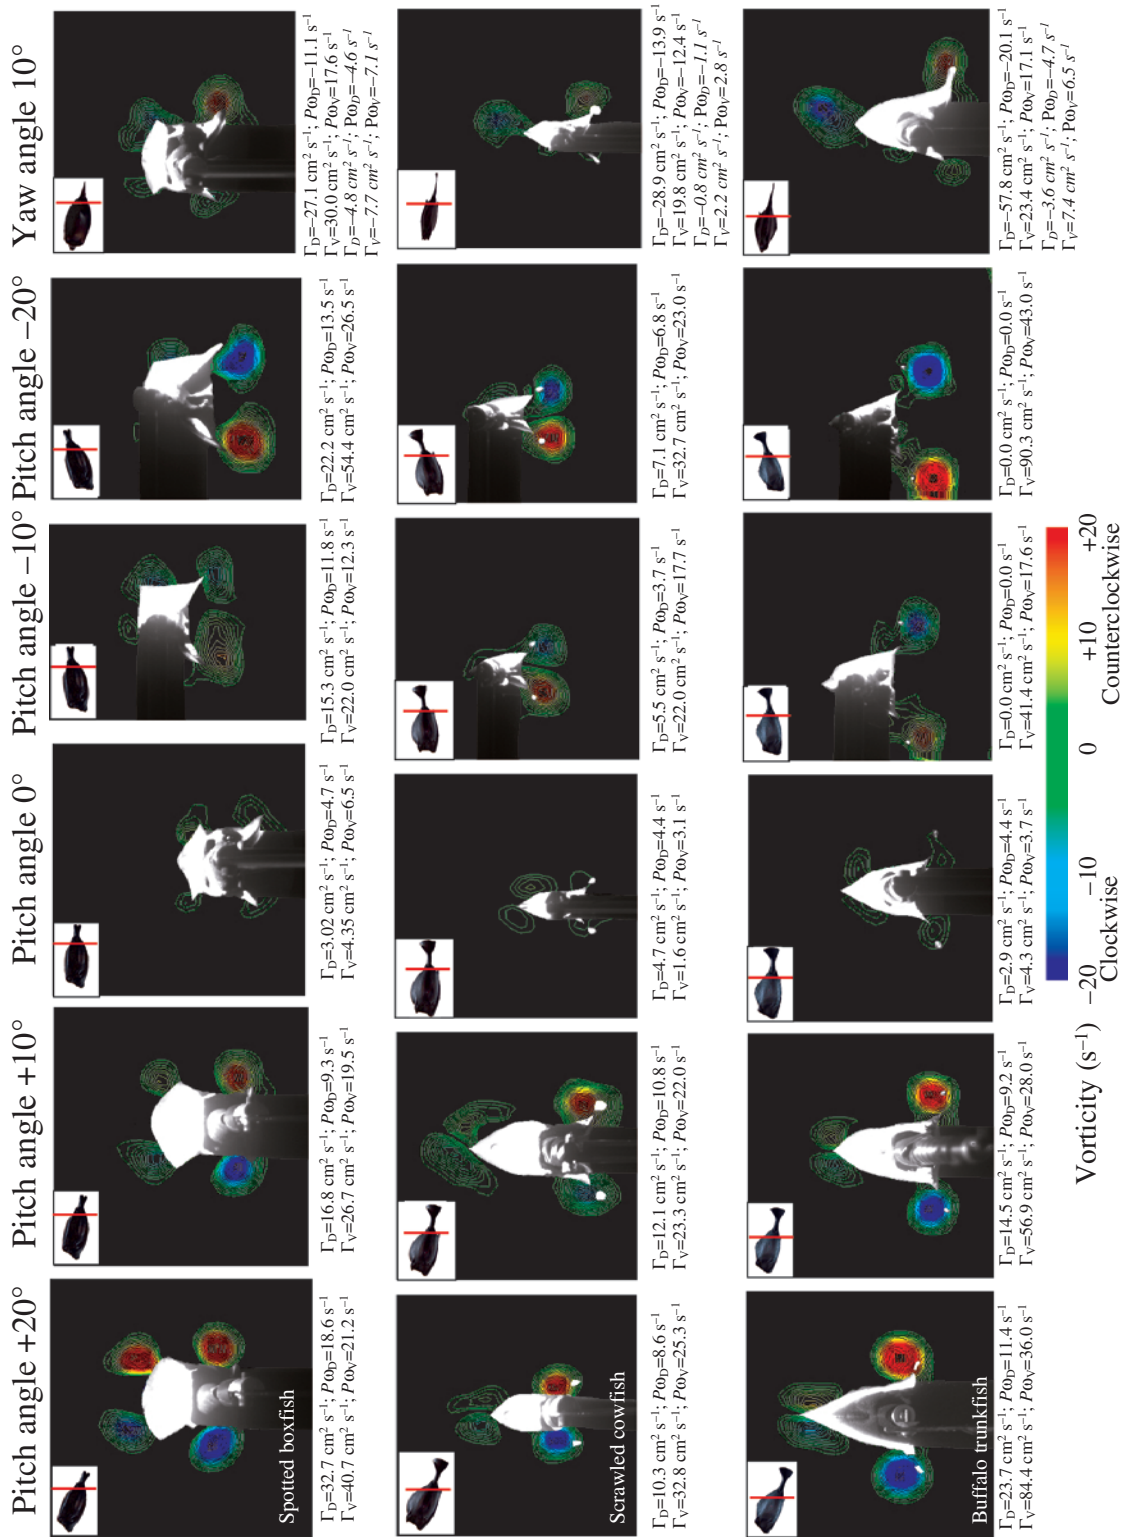 Pitch angle +20°
Pitch angle +10°
Pitch angle 0°
Pitch angle −10°
Pitch angle −20°
Yaw angle 10°
Spotted boxfish
ΓD=32.7 cm² s⁻¹; PωD=18.6 s⁻¹
ΓV=40.7 cm² s⁻¹; PωV=21.2 s⁻¹
ΓD=16.8 cm² s⁻¹; PωD=9.3 s⁻¹
ΓV=26.7 cm² s⁻¹; PωV=19.5 s⁻¹
ΓD=3.02 cm² s⁻¹; PωD=4.7 s⁻¹
ΓV=4.35 cm² s⁻¹; PωV=6.5 s⁻¹
ΓD=15.3 cm² s⁻¹; PωD=11.8 s⁻¹
ΓV=22.0 cm² s⁻¹; PωV=12.3 s⁻¹
ΓD=22.2 cm² s⁻¹; PωD=13.5 s⁻¹
ΓV=54.4 cm² s⁻¹; PωV=26.5 s⁻¹
ΓD=−27.1 cm² s⁻¹; PωD=−11.1 s⁻¹
ΓV=30.0 cm² s⁻¹; PωV=17.6 s⁻¹
ΓD=−4.8 cm² s⁻¹; PωD=−4.6 s⁻¹
ΓV=−7.7 cm² s⁻¹; PωV=−7.1 s⁻¹
Scrawled cowfish
ΓD=10.3 cm² s⁻¹; PωD=8.6 s⁻¹
ΓV=32.8 cm² s⁻¹; PωV=25.3 s⁻¹
ΓD=12.1 cm² s⁻¹; PωD=10.8 s⁻¹
ΓV=23.3 cm² s⁻¹; PωV=22.0 s⁻¹
ΓD=4.7 cm² s⁻¹; PωD=4.4 s⁻¹
ΓV=1.6 cm² s⁻¹; PωV=3.1 s⁻¹
ΓD=5.5 cm² s⁻¹; PωD=3.7 s⁻¹
ΓV=22.0 cm² s⁻¹; PωV=17.7 s⁻¹
ΓD=7.1 cm² s⁻¹; PωD=6.8 s⁻¹
ΓV=32.7 cm² s⁻¹; PωV=23.0 s⁻¹
ΓD=−28.9 cm² s⁻¹; PωD=−13.9 s⁻¹
ΓV=19.8 cm² s⁻¹; PωV=−12.4 s⁻¹
ΓD=−0.8 cm² s⁻¹; PωD=−1.1 s⁻¹
ΓV=2.2 cm² s⁻¹; PωV=2.8 s⁻¹
Buffalo trunkfish
ΓD=23.7 cm² s⁻¹; PωD=11.4 s⁻¹
ΓV=84.4 cm² s⁻¹; PωV=36.0 s⁻¹
ΓD=14.5 cm² s⁻¹; PωD=9.2 s⁻¹
ΓV=56.9 cm² s⁻¹; PωV=28.0 s⁻¹
ΓD=2.9 cm² s⁻¹; PωD=4.4 s⁻¹
ΓV=4.3 cm² s⁻¹; PωV=3.7 s⁻¹
ΓD=0.0 cm² s⁻¹; PωD=0.0 s⁻¹
ΓV=41.4 cm² s⁻¹; PωV=17.6 s⁻¹
ΓD=0.0 cm² s⁻¹; PωD=0.0 s⁻¹
ΓV=90.3 cm² s⁻¹; PωV=43.0 s⁻¹
ΓD=−57.8 cm² s⁻¹; PωD=−20.1 s⁻¹
ΓV=23.4 cm² s⁻¹; PωV=17.1 s⁻¹
ΓD=−3.6 cm² s⁻¹; PωD=−4.7 s⁻¹
ΓV=7.4 cm² s⁻¹; PωV=6.5 s⁻¹
Vorticity (s⁻¹)
−20 −10 0 +10 +20
Clockwise Counterclockwise